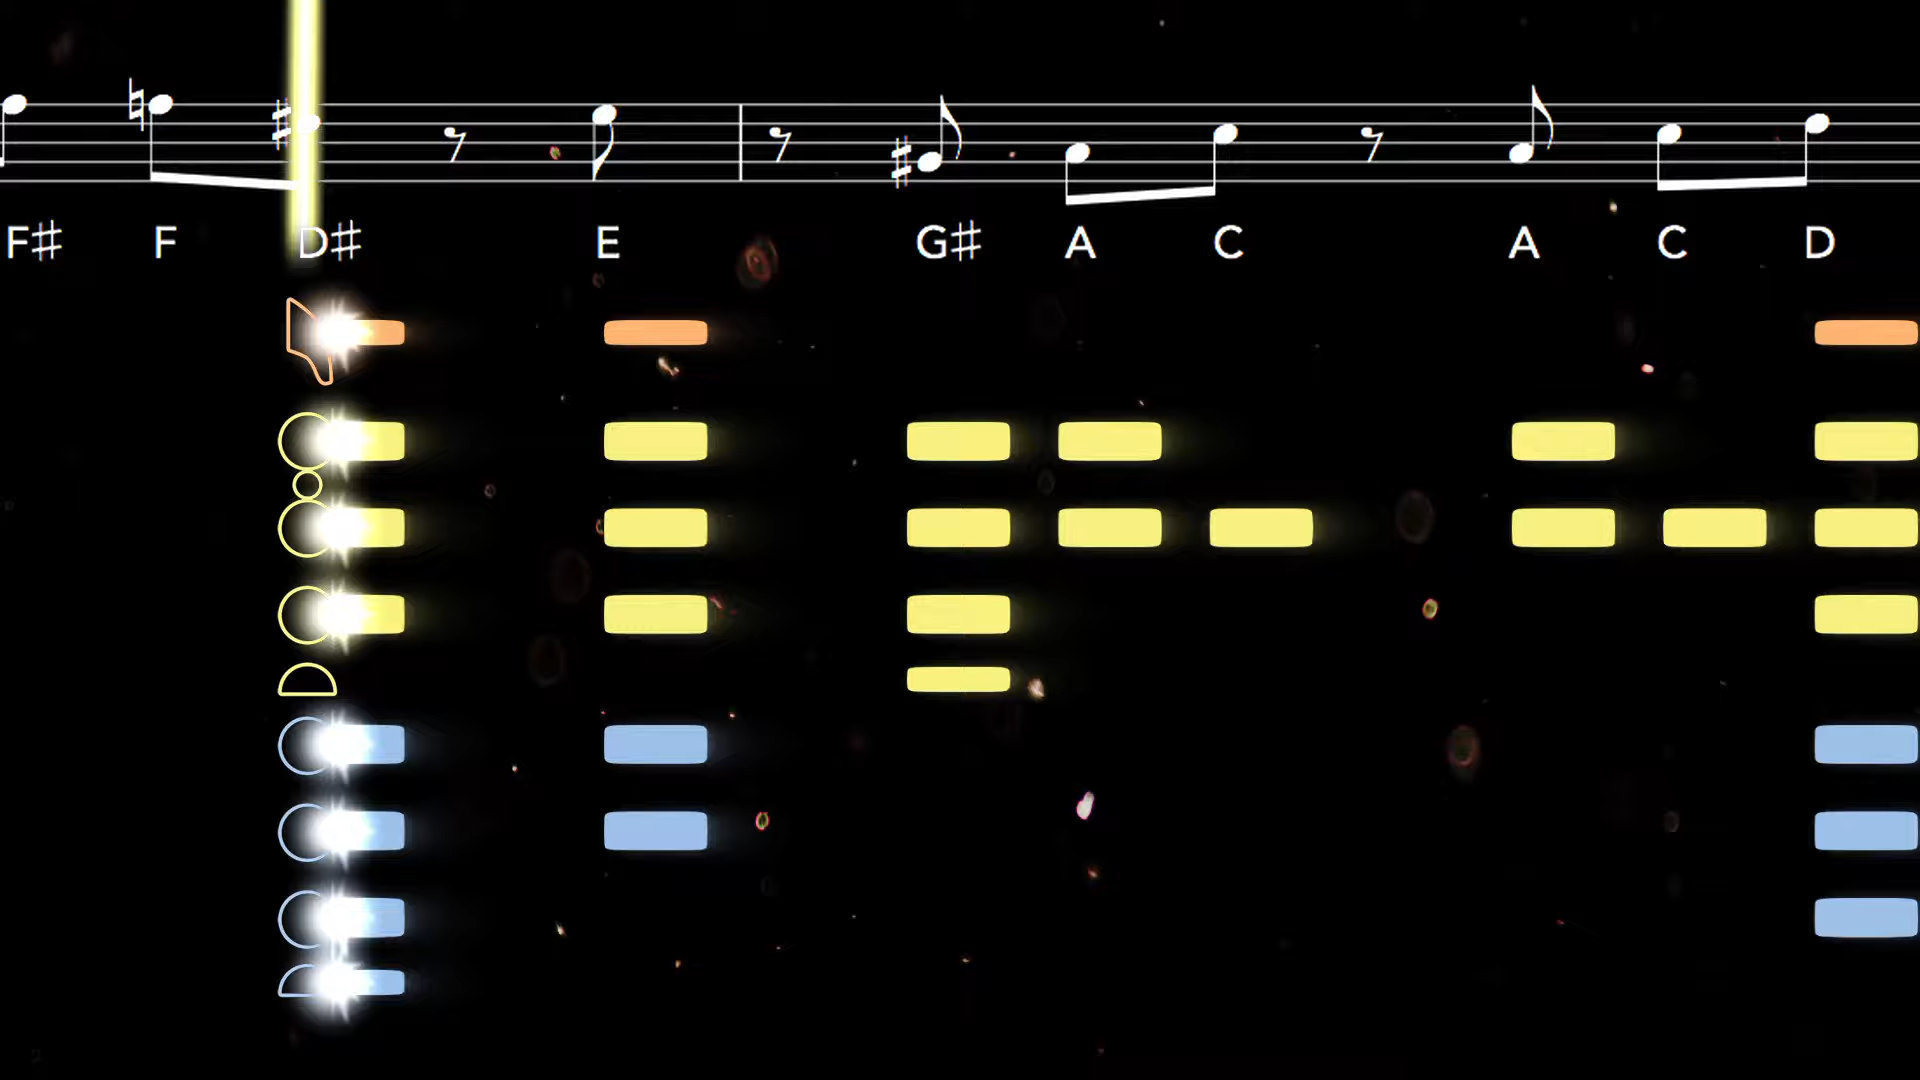 F♯ F D♯ E G♯ A C A C D